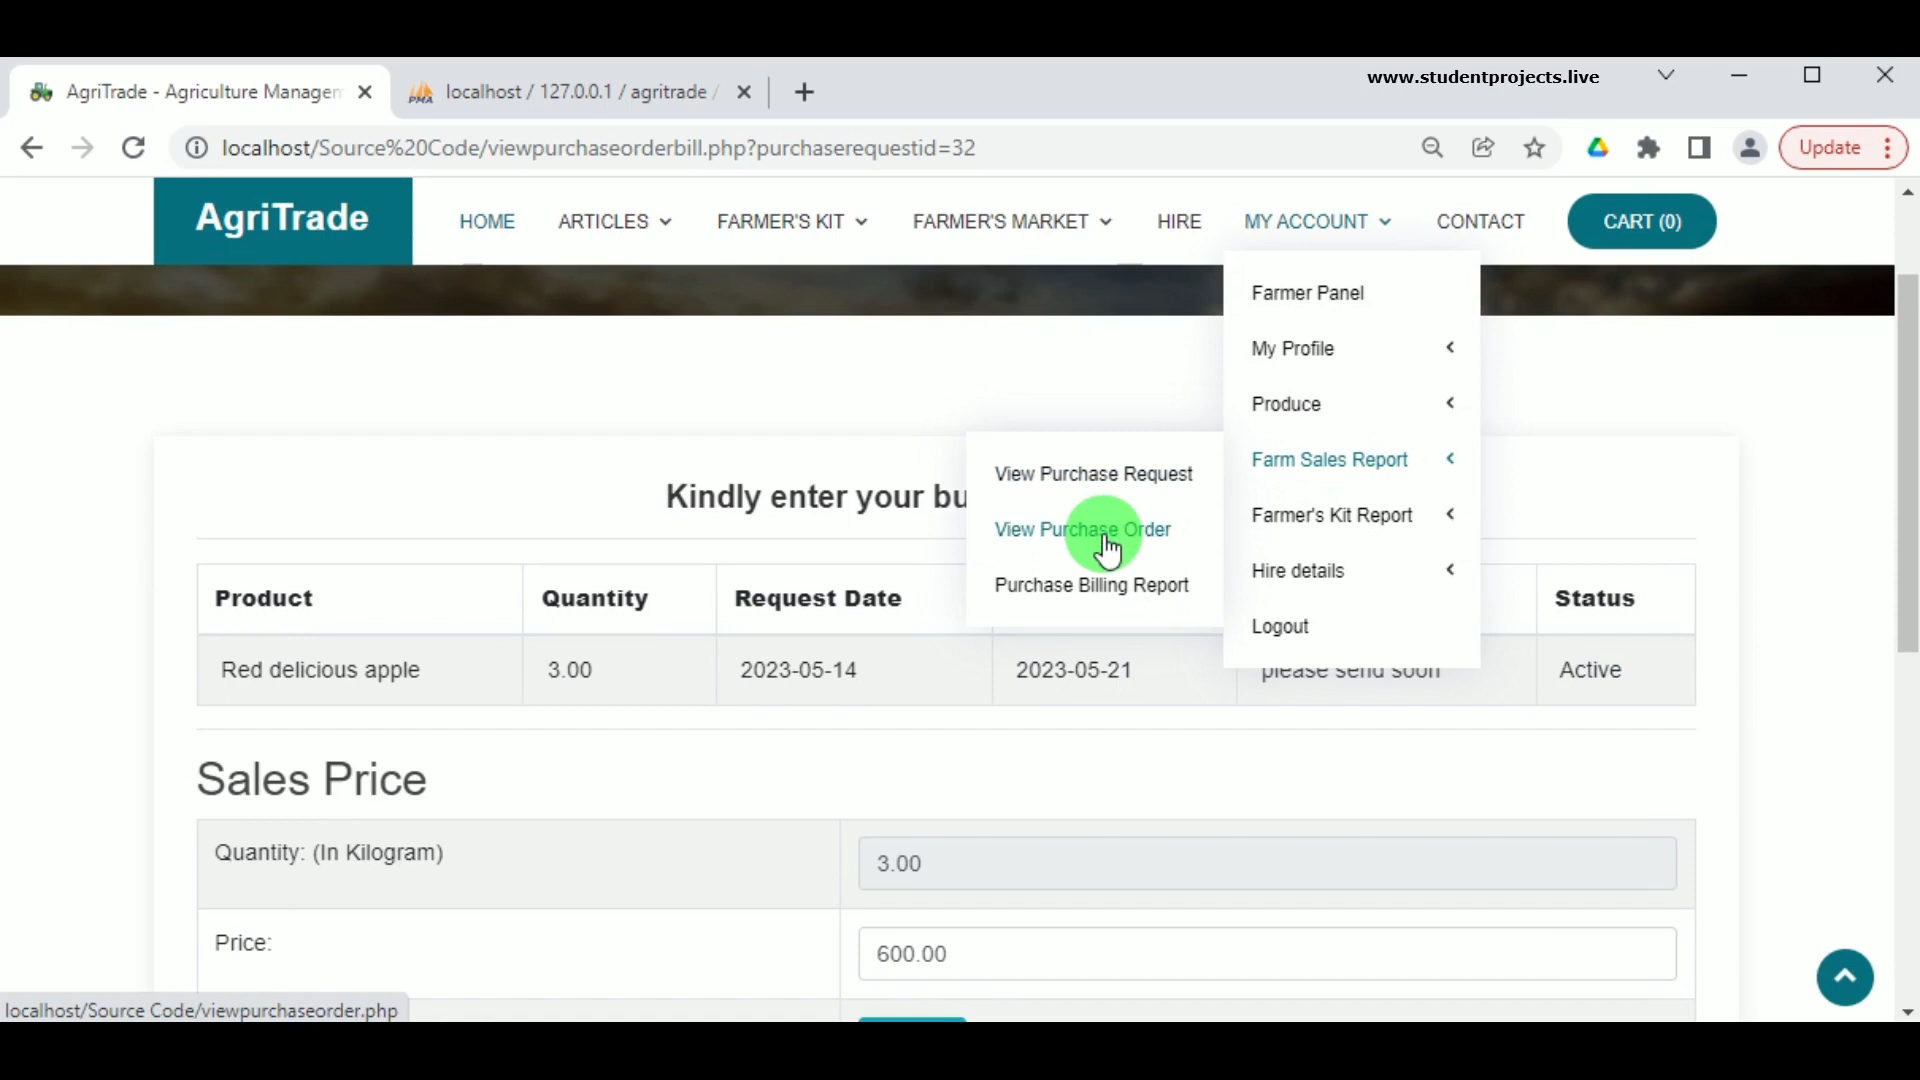 www.studentprojects.live
AgriTrade - Agriculture Managem
localhost / 127.0.0.1 / agritrade /
localhost/Source%20Code/viewpurchaseorderbill.php?purchaserequestid=32
Update
AgriTrade
HOME
ARTICLES
FARMER'S KIT
FARMER'S MARKET
HIRE
MY ACCOUNT
CONTACT
CART (0)
Farmer Panel
My Profile
Produce
Farm Sales Report
Farmer's Kit Report
Hire details
Logout
View Purchase Request
View Purchase Order
Purchase Billing Report
Kindly enter your bu
Product Quantity Request Date Status
Red delicious apple 3.00 2023-05-14 2023-05-21 please send soon Active
Sales Price
Quantity: (In Kilogram) 3.00
Price: 600.00
localhost/Source Code/viewpurchaseorder.php